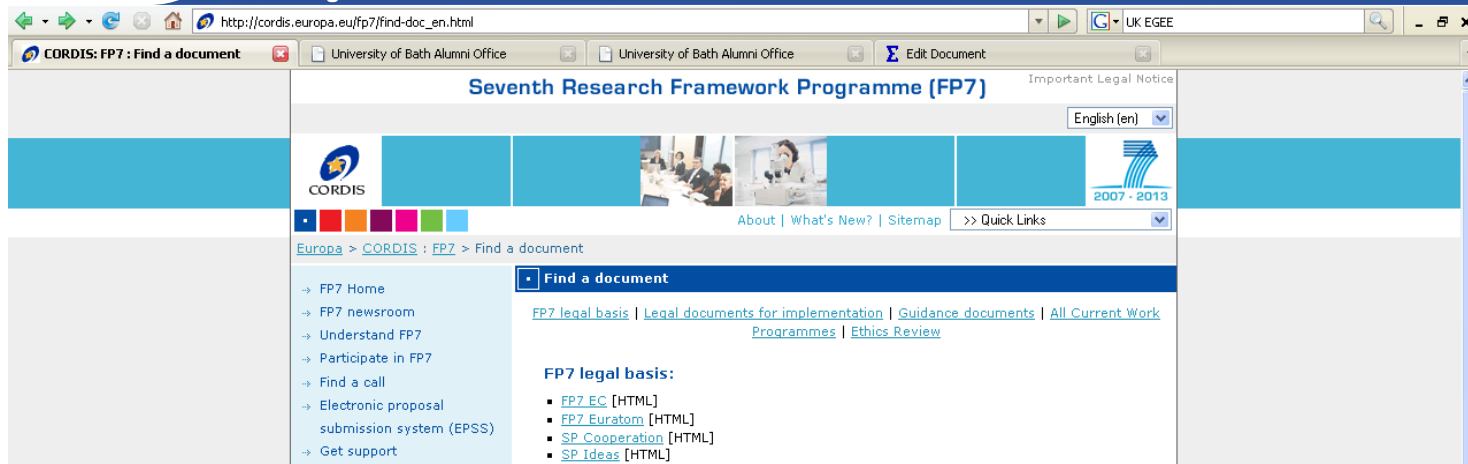 http://cordis.europa.eu/fp7/find-doc_en.html
G UK EGEE
CORDIS: FP7 : Find a document
University of Bath Alumni Office
University of Bath Alumni Office
Σ Edit Document
Seventh Research Framework Programme (FP7)
Important Legal Notice
English (en)
CORDIS
2007 - 2013
About | What's New? | Sitemap
>> Quick Links
Europa > CORDIS : FP7 > Find a document
FP7 Home
FP7 newsroom
Understand FP7
Participate in FP7
Find a call
Electronic proposal
submission system (EPSS)
Get support
Find a document
FP7 legal basis | Legal documents for implementation | Guidance documents | All Current Work
Programmes | Ethics Review
FP7 legal basis:
FP7 EC [HTML]
FP7 Euratom [HTML]
SP Cooperation [HTML]
SP Ideas [HTML]